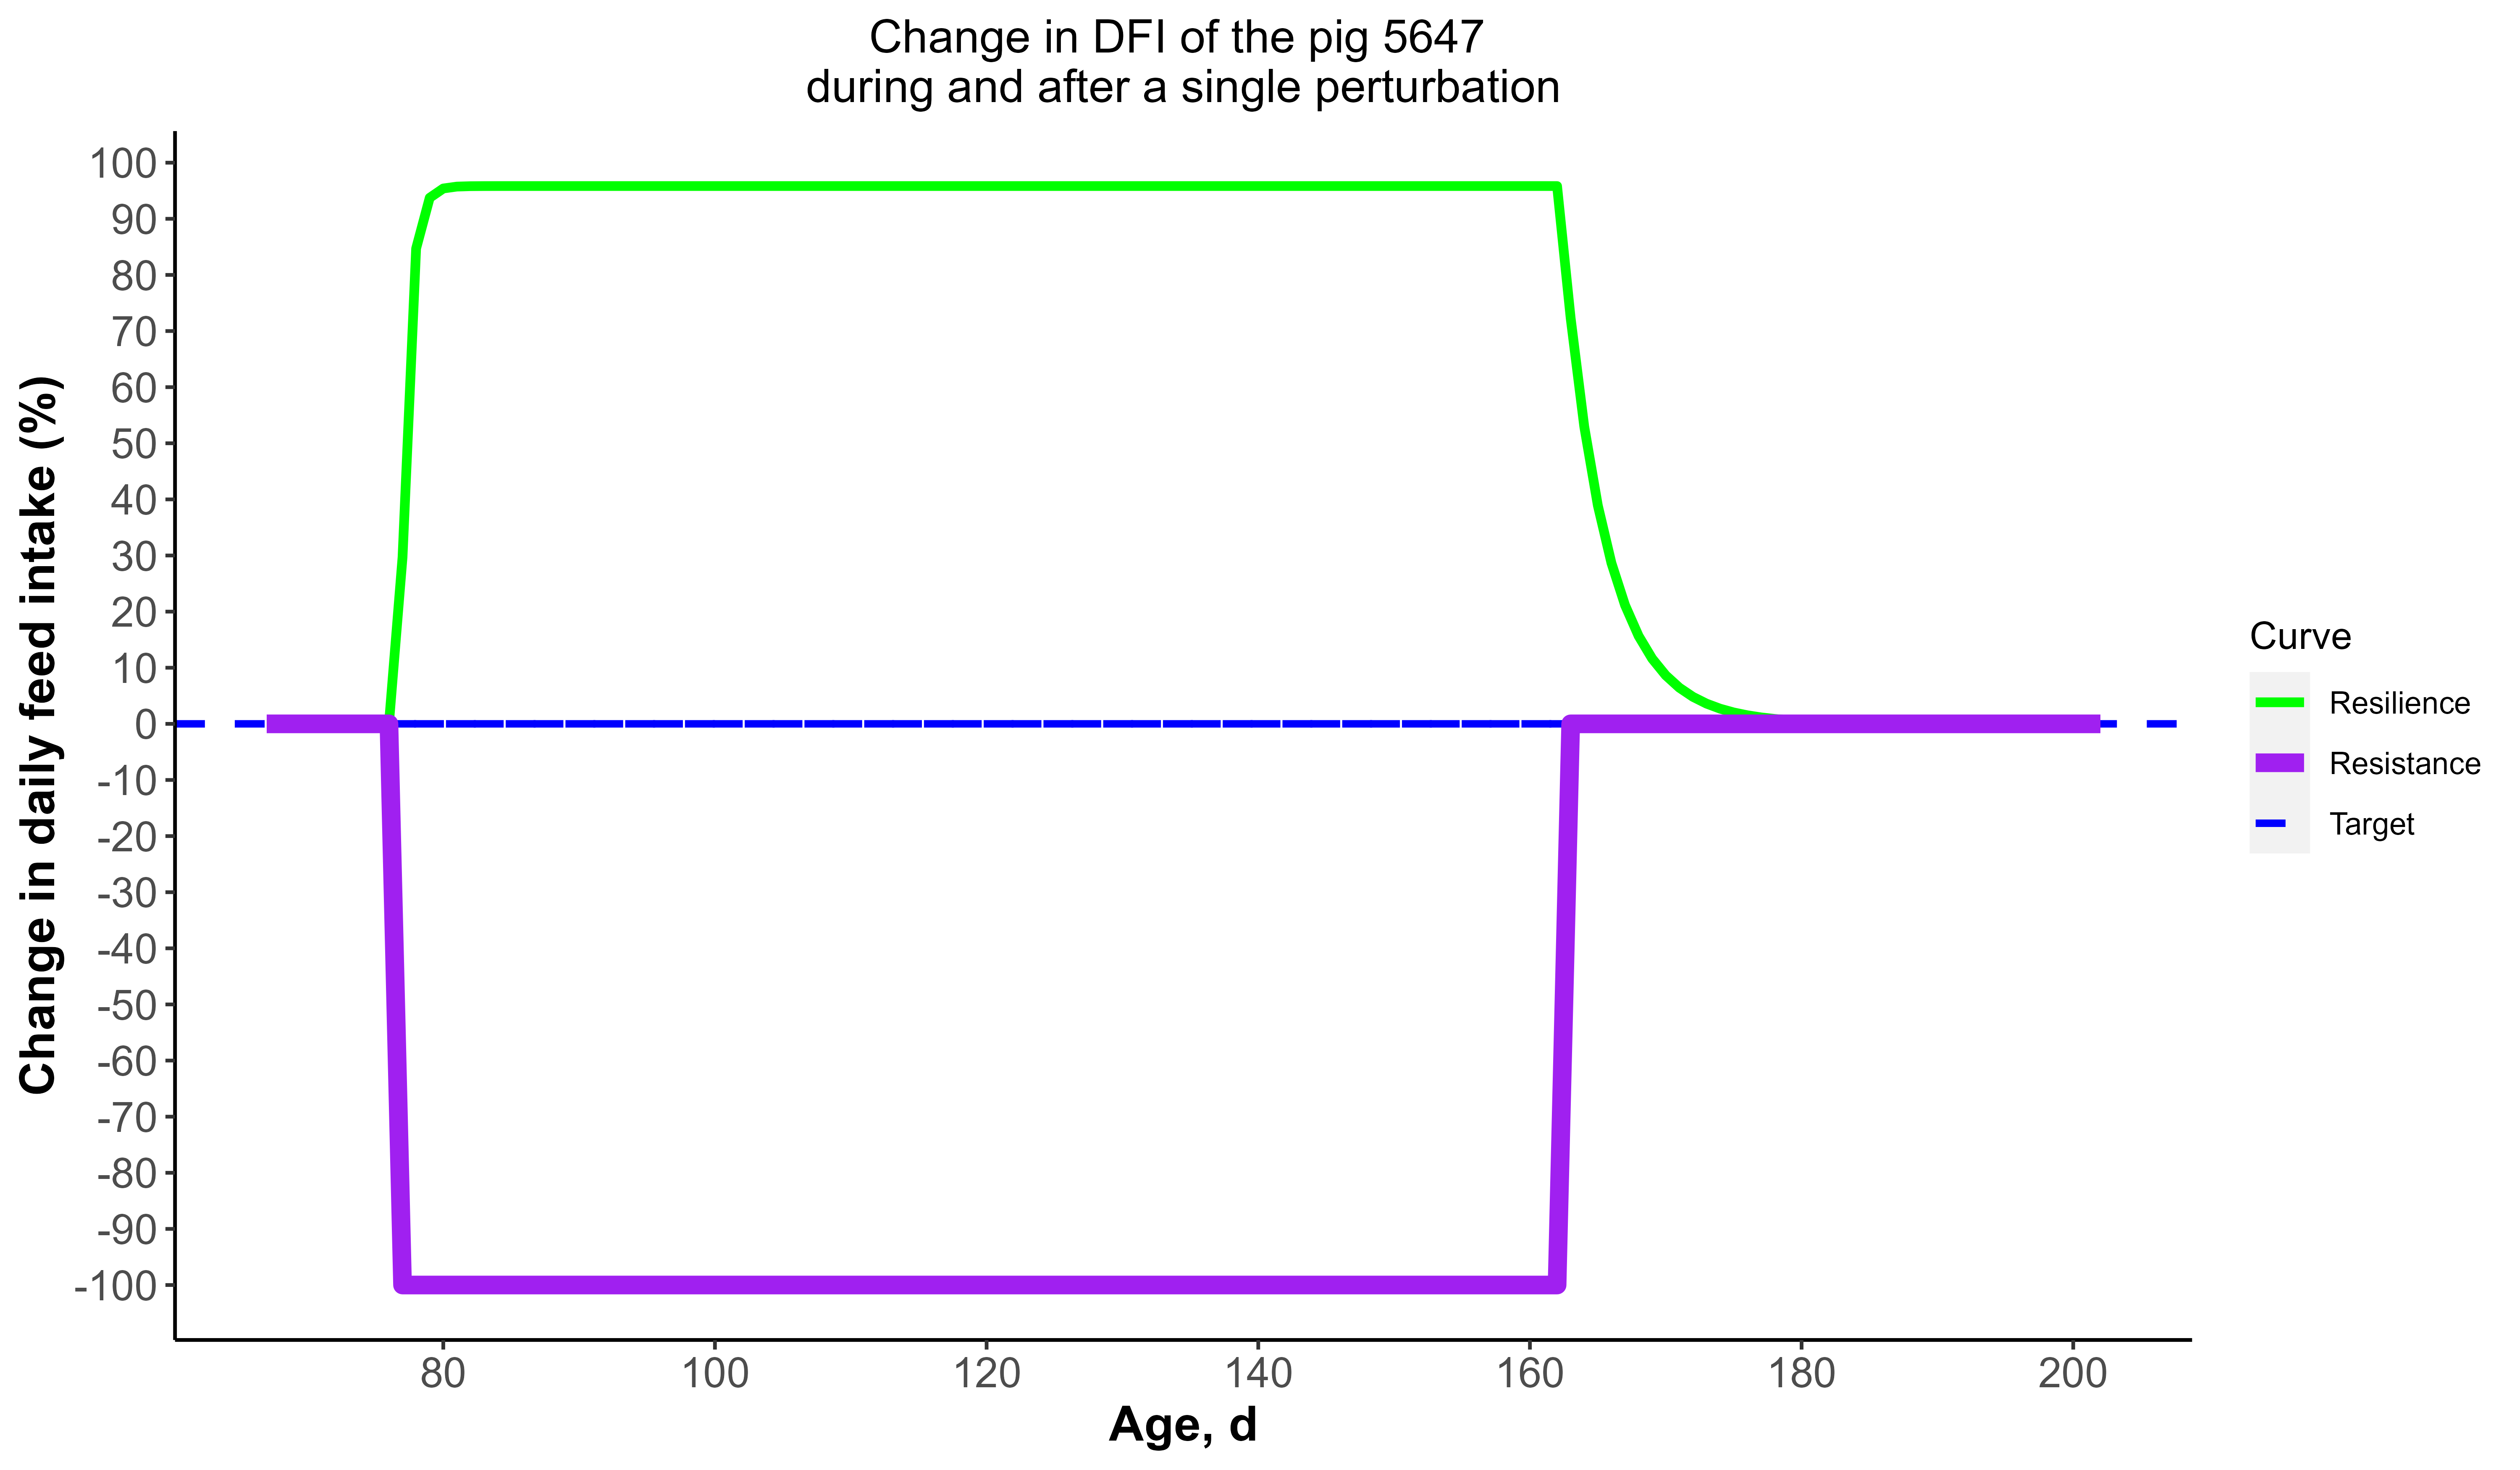 Change in DFI of the pig 5647
during and after a single perturbation
Change in daily feed intake (%)
100
90
80
70
60
50
40
30
20
10
0
-10
-20
-30
-40
-50
-60
-70
-80
-90
-100
80 100 120 140 160 180 200
Age, d
Curve
Resilience
Resistance
Target